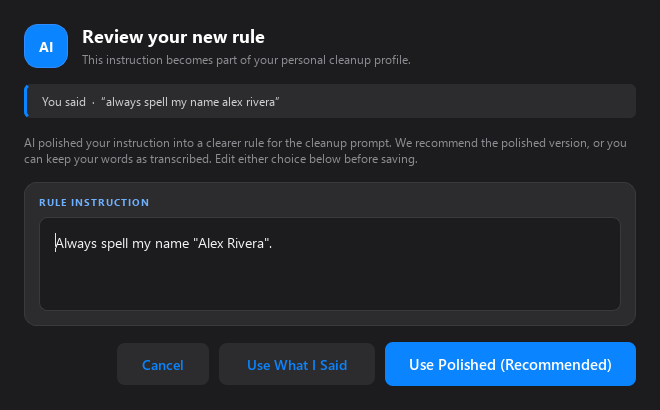 AI
Review your new rule
This instruction becomes part of your personal cleanup profile.
You said · “always spell my name alex rivera”
AI polished your instruction into a clearer rule for the cleanup prompt. We recommend the polished version, or you
can keep your words as transcribed. Edit either choice below before saving.
RULE INSTRUCTION
Always spell my name "Alex Rivera".
Cancel
Use What I Said
Use Polished (Recommended)